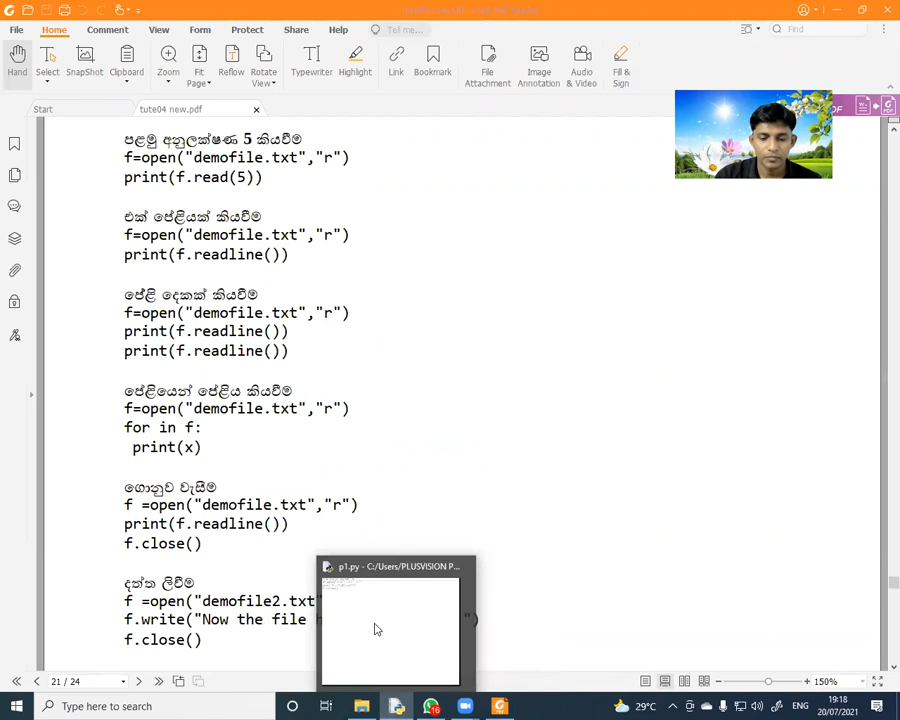 File
Home
Comment
View
Form
Protect
Share
Help
Tell me...
Find
Hand
Select
SnapShot
Clipboard
Zoom
Fit Page
Reflow
Rotate View
Typewriter
Highlight
Link
Bookmark
File Attachment
Image Annotation
Audio & Video
Fill & Sign
Start
tute04 new.pdf
පළමු අනුලක්ෂණ 5 කියවීම
f=open("demofile.txt","r")
print(f.read(5))
එක් පේළියක් කියවීම
f=open("demofile.txt","r")
print(f.readline())
පේළි දෙකක් කියවීම
f=open("demofile.txt","r")
print(f.readline())
print(f.readline())
පේළියෙන් පේළිය කියවීම
f=open("demofile.txt","r")
for in f:
print(x)
ගොනුව වැසීම
f =open("demofile.txt","r")
print(f.readline())
f.close()
දත්ත ලිවීම
f =open("demofile2.txt"
f.write("Now the file h ")
f.close()
p1.py - C:/Users/PLUSVISION P...
21 / 24
150%
Type here to search
16
29°C
ENG
19:18
20/07/2021